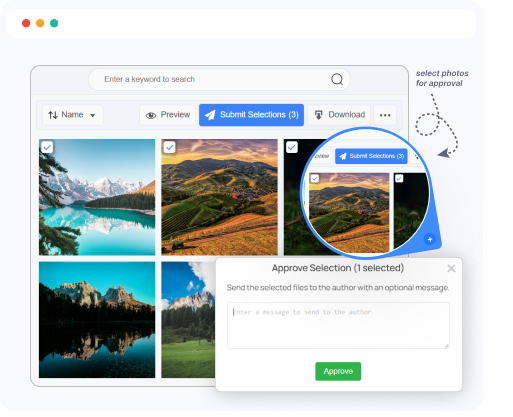 Enter a keyword to search
select photos
for approval
Name
Preview
Submit Selections (3)
Download
Submit Selections (3)
Approve Selection (1 selected)
Send the selected files to the author with an optional message.
Enter a message to send to the author
Approve